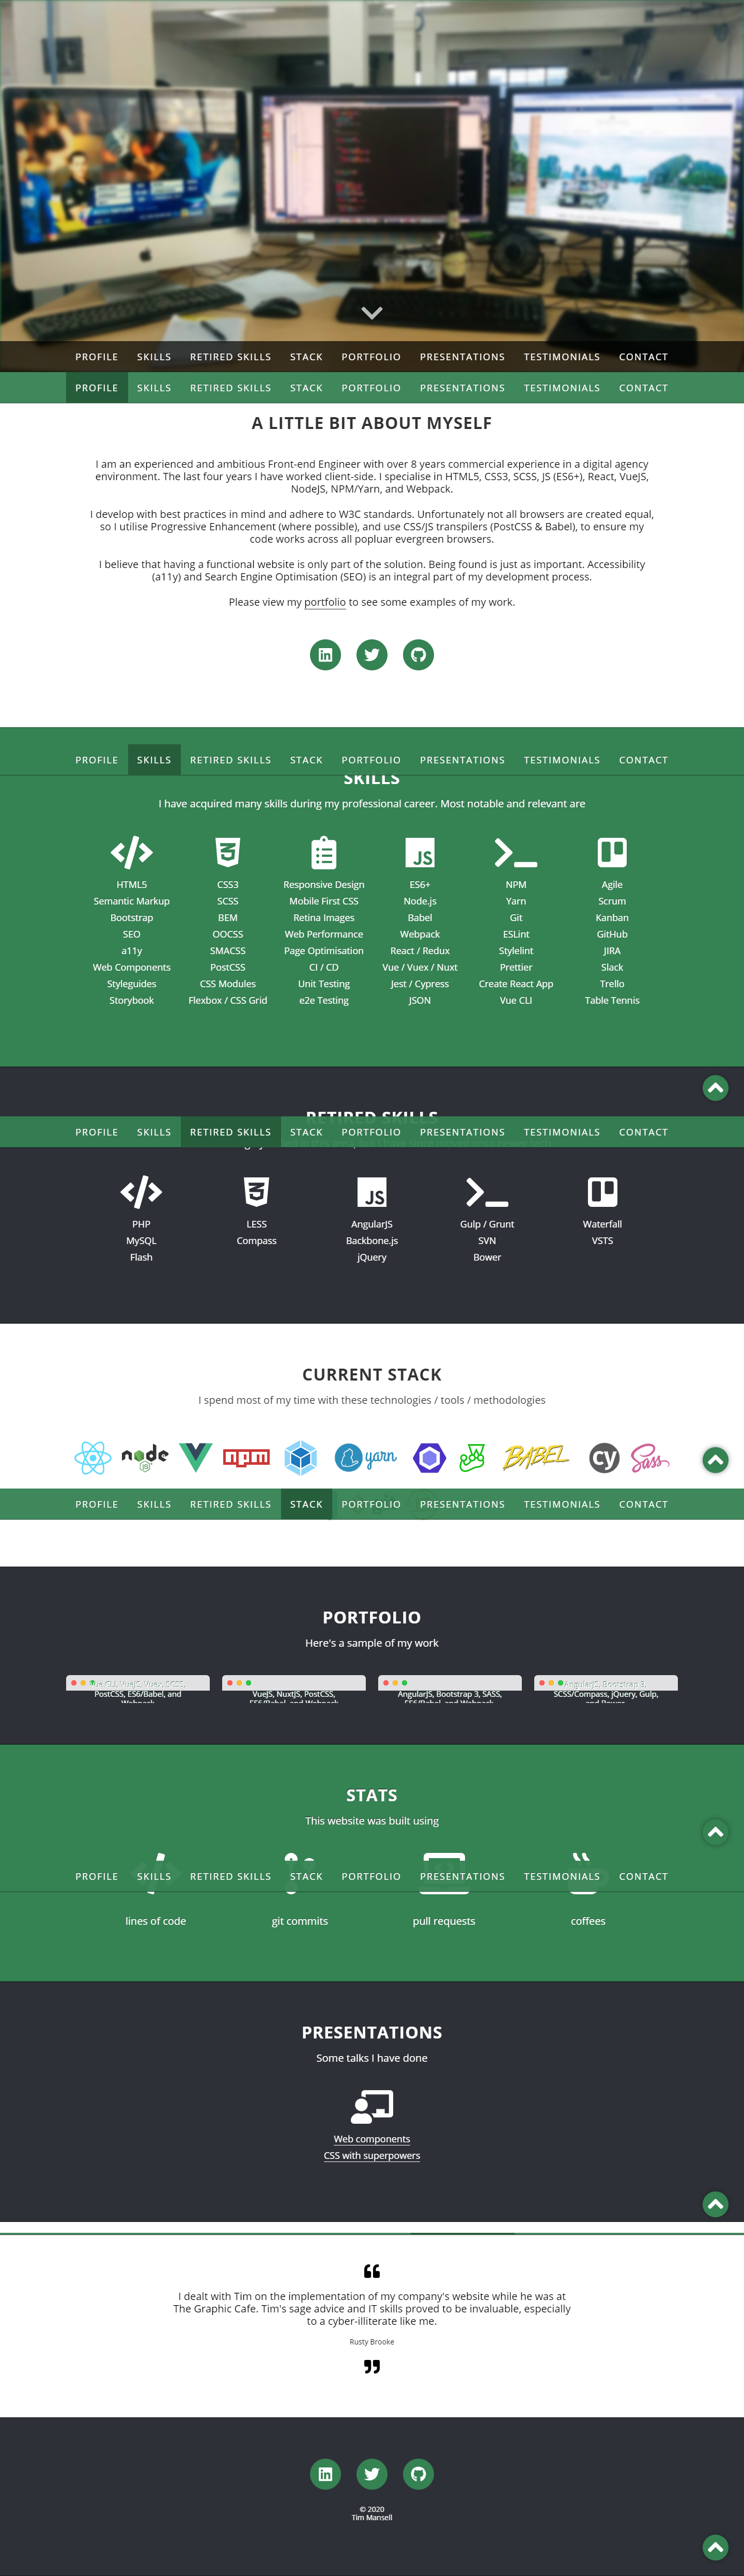 PROFILE SKILLS RETIRED SKILLS STACK PORTFOLIO PRESENTATIONS TESTIMONIALS CONTACT
PROFILE SKILLS RETIRED SKILLS STACK PORTFOLIO PRESENTATIONS TESTIMONIALS CONTACT
A LITTLE BIT ABOUT MYSELF
I am an experienced and ambitious Front-end Engineer with over 8 years commercial experience in a digital agency
environment. The last four years I have worked client-side. I specialise in HTML5, CSS3, SCSS, JS (ES6+), React, VueJS,
NodeJS, NPM/Yarn, and Webpack.
I develop with best practices in mind and adhere to W3C standards. Unfortunately not all browsers are created equal,
so I utilise Progressive Enhancement (where possible), and use CSS/JS transpilers (PostCSS & Babel), to ensure my
code works across all popluar evergreen browsers.
I believe that having a functional website is only part of the solution. Being found is just as important. Accessibility
(a11y) and Search Engine Optimisation (SEO) is an integral part of my development process.
Please view my portfolio to see some examples of my work.
PROFILE SKILLS RETIRED SKILLS STACK PORTFOLIO PRESENTATIONS TESTIMONIALS CONTACT
SKILLS
I have acquired many skills during my professional career. Most notable and relevant are
JS
HTML5 CSS3 Responsive Design ES6+ NPM Agile
Semantic Markup SCSS Mobile First CSS Node.js Yarn Scrum
Bootstrap BEM Retina Images Babel Git Kanban
SEO OOCSS Web Performance Webpack ESLint GitHub
a11y SMACSS Page Optimisation React / Redux Stylelint JIRA
Web Components PostCSS CI / CD Vue / Vuex / Nuxt Prettier Slack
Styleguides CSS Modules Unit Testing Jest / Cypress Create React App Trello
Storybook Flexbox / CSS Grid e2e Testing JSON Vue CLI Table Tennis
RETIRED SKILLS
PROFILE SKILLS RETIRED SKILLS STACK PORTFOLIO PRESENTATIONS TESTIMONIALS CONTACT
JS
PHP LESS AngularJS Gulp / Grunt Waterfall
MySQL Compass Backbone.js SVN VSTS
Flash jQuery Bower
CURRENT STACK
I spend most of my time with these technologies / tools / methodologies
node JS npm yarn BABEL cy Sass
PROFILE SKILLS RETIRED SKILLS STACK PORTFOLIO PRESENTATIONS TESTIMONIALS CONTACT
PORTFOLIO
Here's a sample of my work
Vue CLI, VueJS, Vuex, SCSS, AngularJS, Bootstrap 3,
PostCSS, ES6/Babel, and VueJS, NuxtJS, PostCSS, AngularJS, Bootstrap 3, SASS, SCSS/Compass, jQuery, Gulp,
Webpack ES6/Babel, and Webpack ES6/Babel, and Webpack and Bower
STATS
This website was built using
PROFILE SKILLS RETIRED SKILLS STACK PORTFOLIO PRESENTATIONS TESTIMONIALS CONTACT
lines of code git commits pull requests coffees
PRESENTATIONS
Some talks I have done
Web components
CSS with superpowers
“
I dealt with Tim on the implementation of my company's website while he was at
The Graphic Cafe. Tim's sage advice and IT skills proved to be invaluable, especially
to a cyber-illiterate like me.
Rusty Brooke
”
© 2020
Tim Mansell